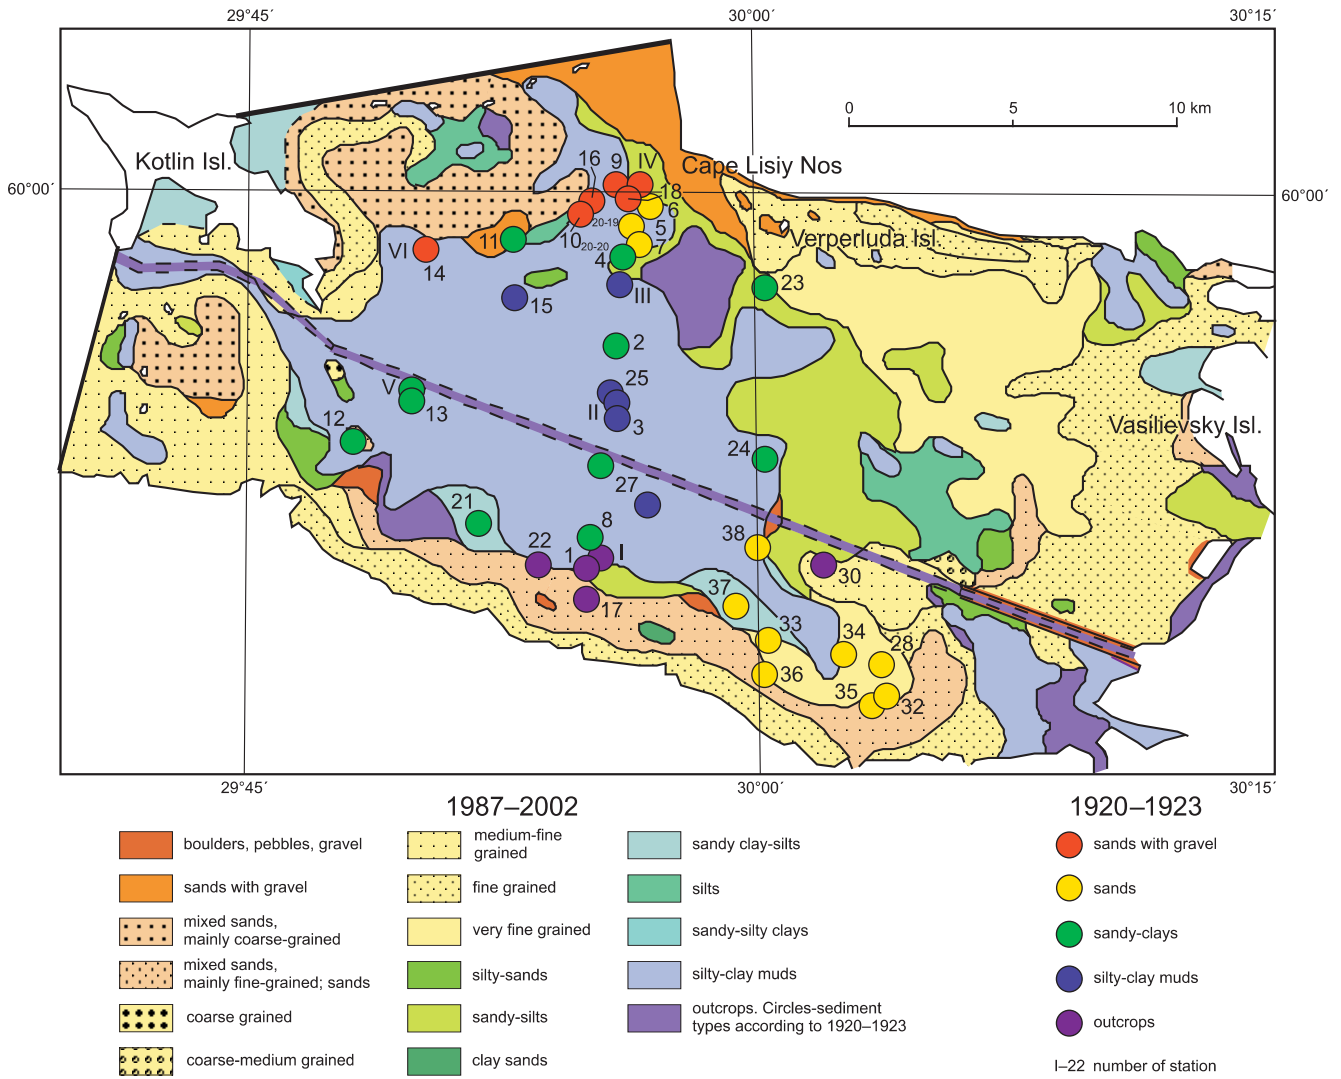 29°45′ 30°00′ 30°15′
0 5 10 km
Kotlin Isl.
16 9 IV Cape Lisiy Nos
60°00′ 60°00′
18
6
20-19 5
VI 11 10 20-20 7 Verperluda Isl.
14 4
23
15 III
2
25
V II
13 3 Vasilievsky Isl.
12
24
27
21
8
22 1 I 38
30
37
17
33 34 28
36
35 32
29°45′ 30°00′ 30°15′
1987–2002 1920–1923
boulders, pebbles, gravel
sands with gravel
mixed sands,
mainly coarse-grained
mixed sands,
mainly fine-grained; sands
coarse grained
coarse-medium grained
medium-fine
grained
fine grained
very fine grained
silty-sands
sandy-silts
clay sands
sandy clay-silts
silts
sandy-silty clays
silty-clay muds
outcrops. Circles-sediment
types according to 1920–1923
sands with gravel
sands
sandy-clays
silty-clay muds
outcrops
I–22 number of station